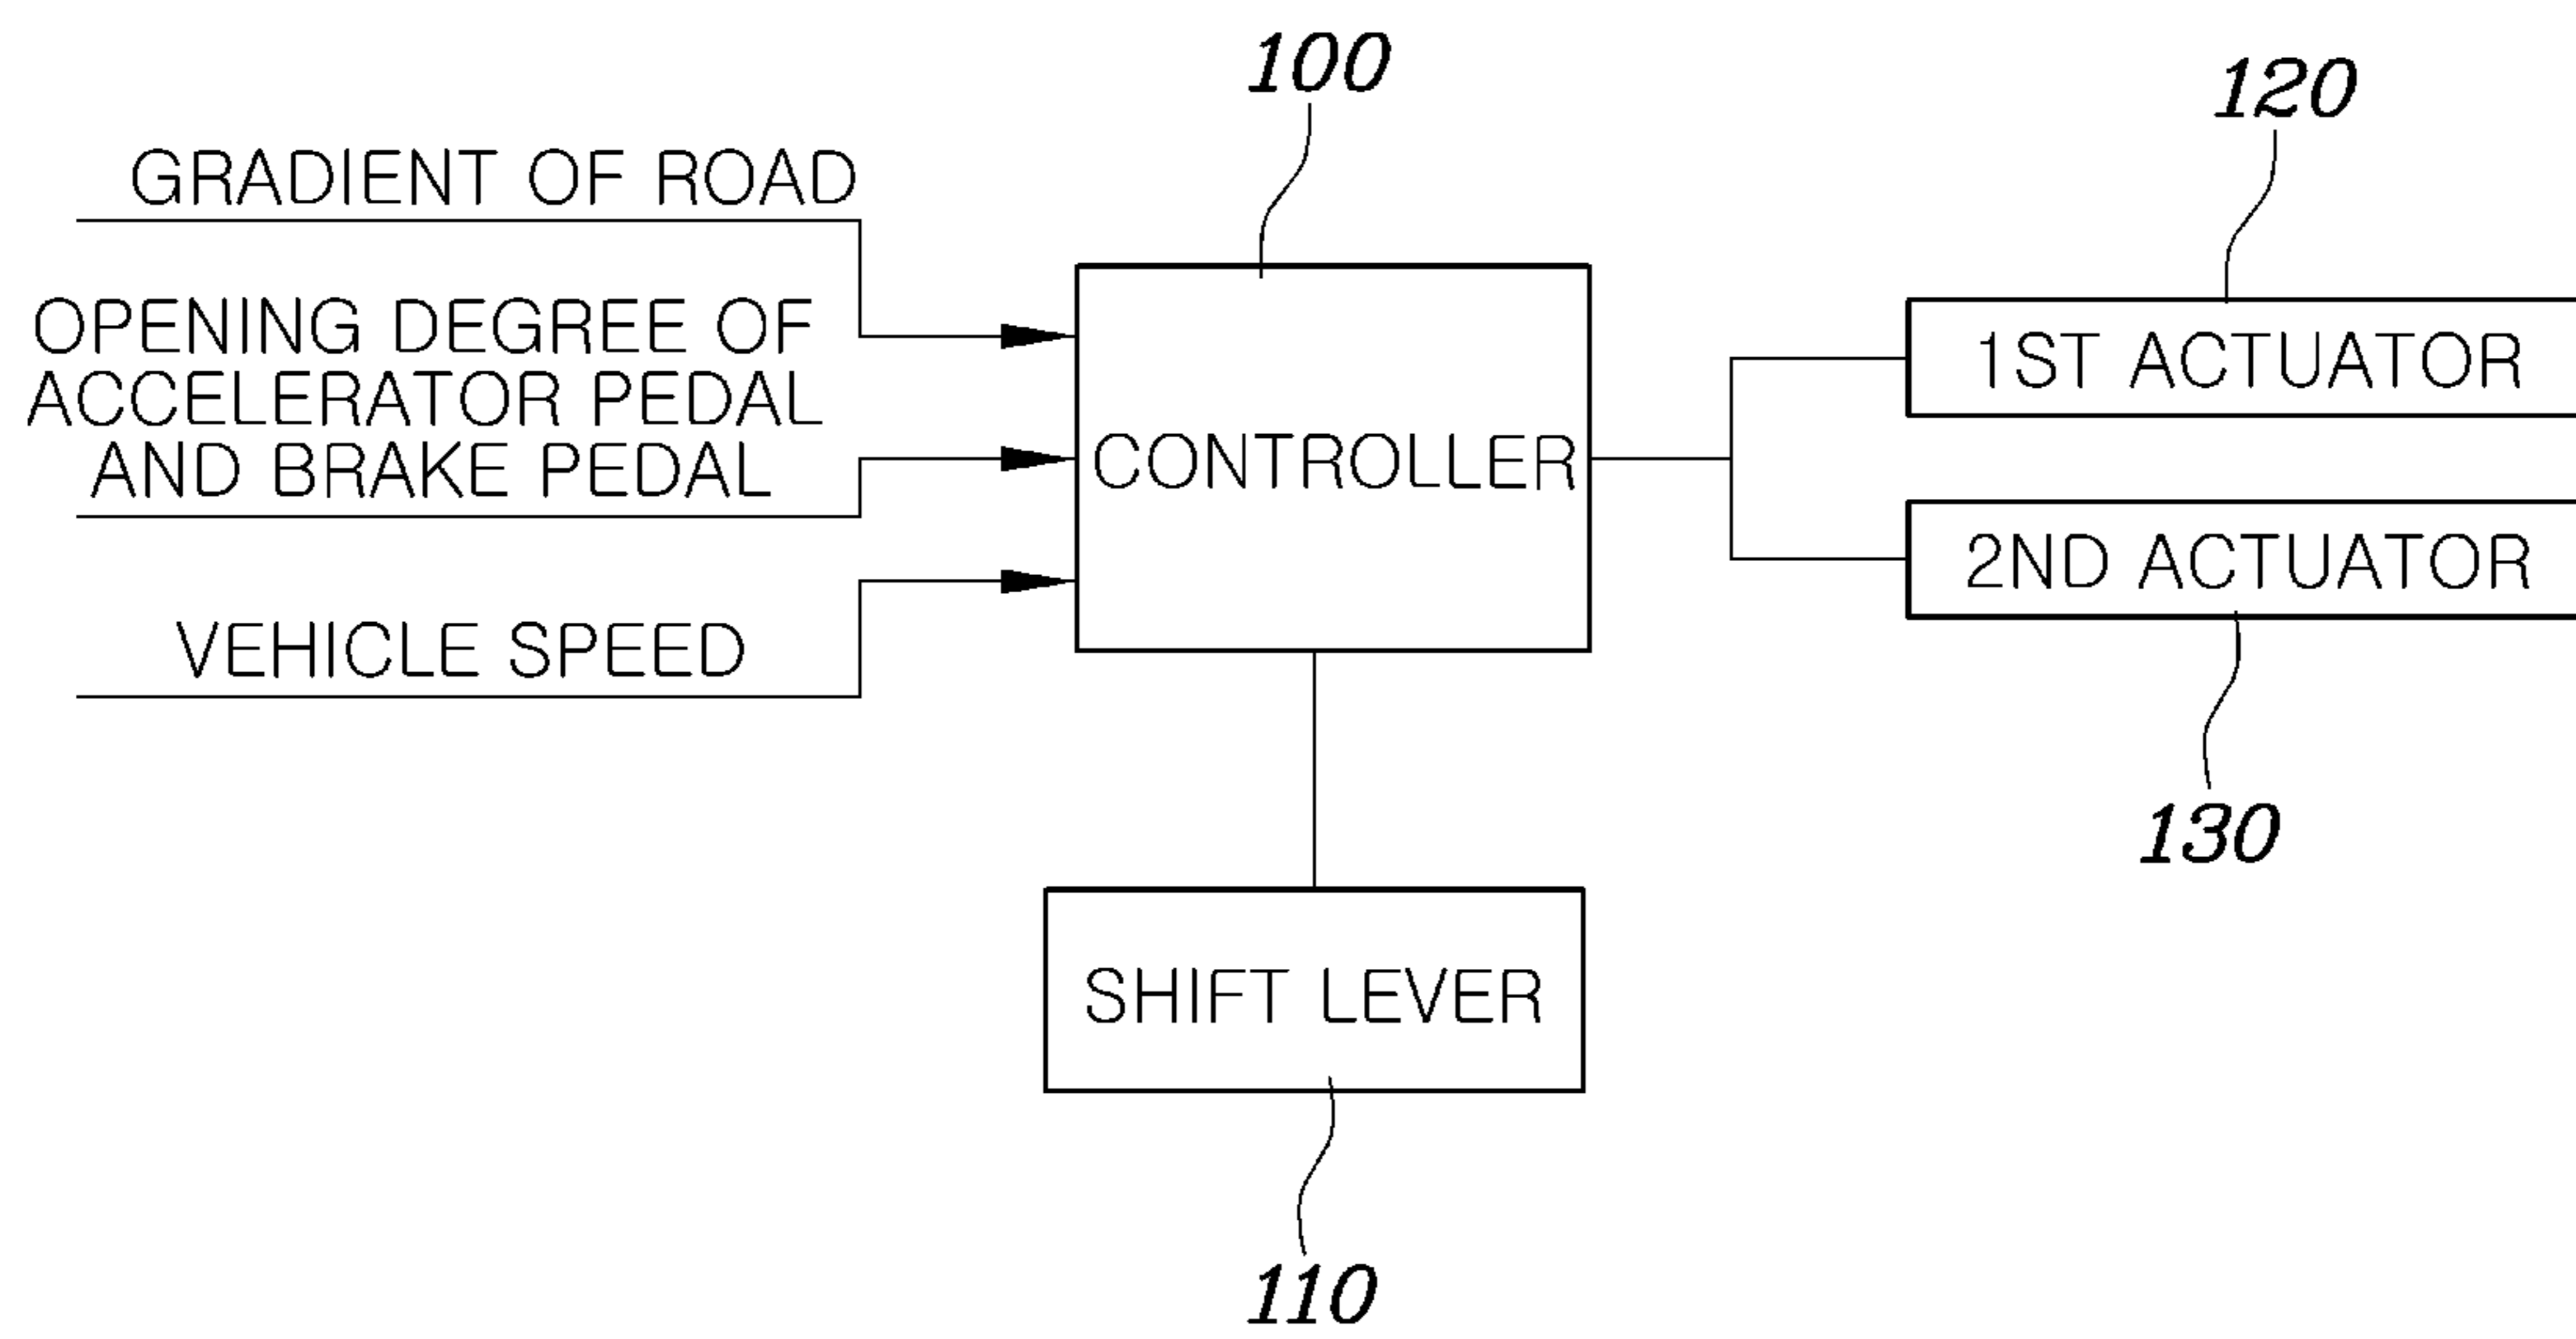 100
120
GRADIENT OF ROAD
OPENING DEGREE OF
ACCELERATOR PEDAL
AND BRAKE PEDAL
VEHICLE SPEED
CONTROLLER
1ST ACTUATOR
2ND ACTUATOR
130
SHIFT LEVER
110